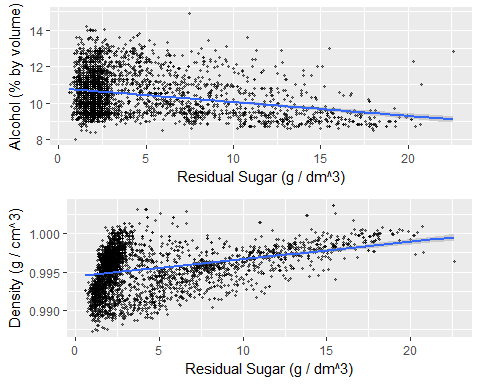 Alcohol (% by volume)
14
12
10
8
0 5 10 15 20
Residual Sugar (g / dm^3)
Density (g / cm^3)
1.000
0.995
0.990
0 5 10 15 20
Residual Sugar (g / dm^3)